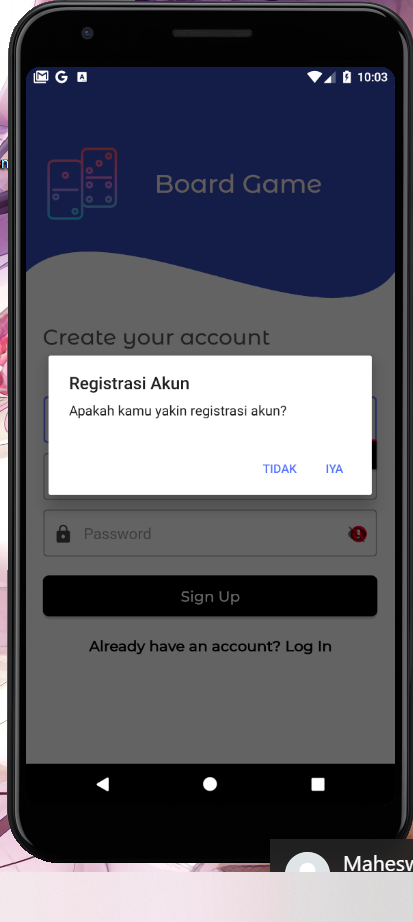 n
10:03
Board Game
Create your account
Registrasi Akun
Apakah kamu yakin registrasi akun?
TIDAK IYA
Password
Sign Up
Already have an account? Log In